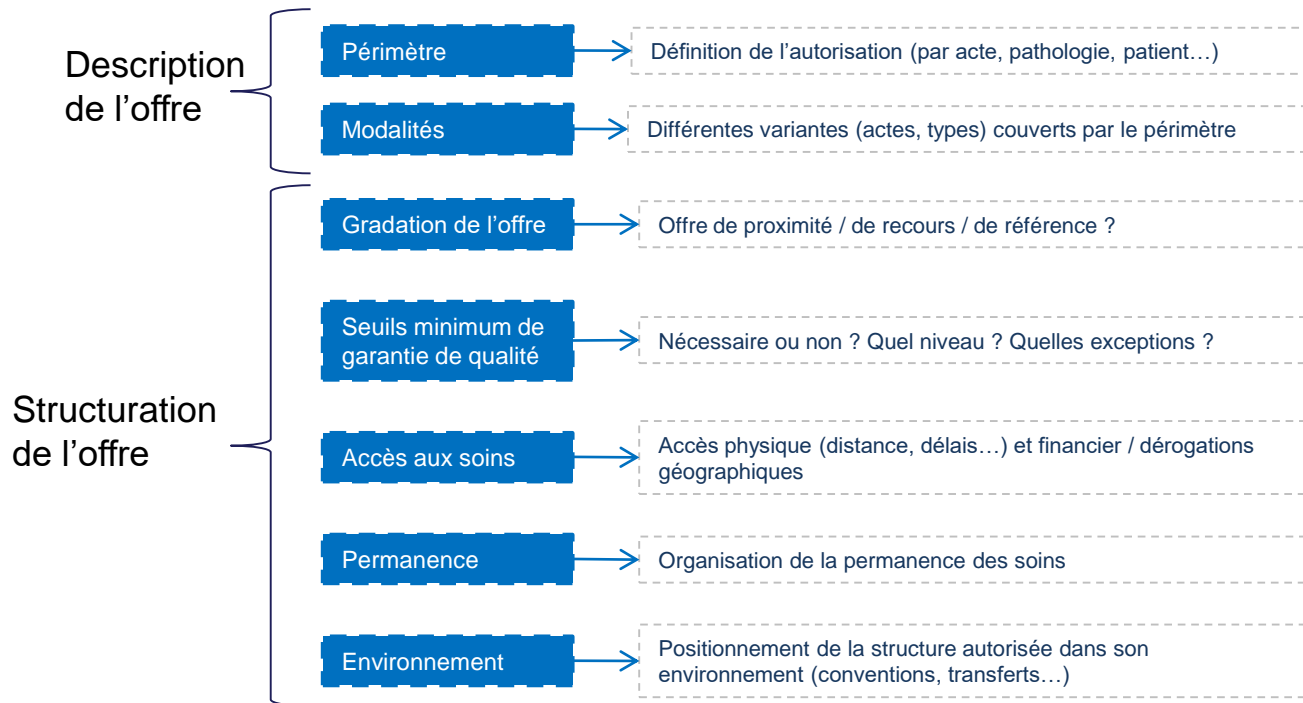 Description
de l’offre
Périmètre
Définition de l’autorisation (par acte, pathologie, patient…)
Modalités
Différentes variantes (actes, types) couverts par le périmètre
Structuration
de l’offre
Gradation de l’offre
Offre de proximité / de recours / de référence ?
Seuils minimum de
garantie de qualité
Nécessaire ou non ? Quel niveau ? Quelles exceptions ?
Accès aux soins
Accès physique (distance, délais…) et financier / dérogations
géographiques
Permanence
Organisation de la permanence des soins
Environnement
Positionnement de la structure autorisée dans son
environnement (conventions, transferts…)